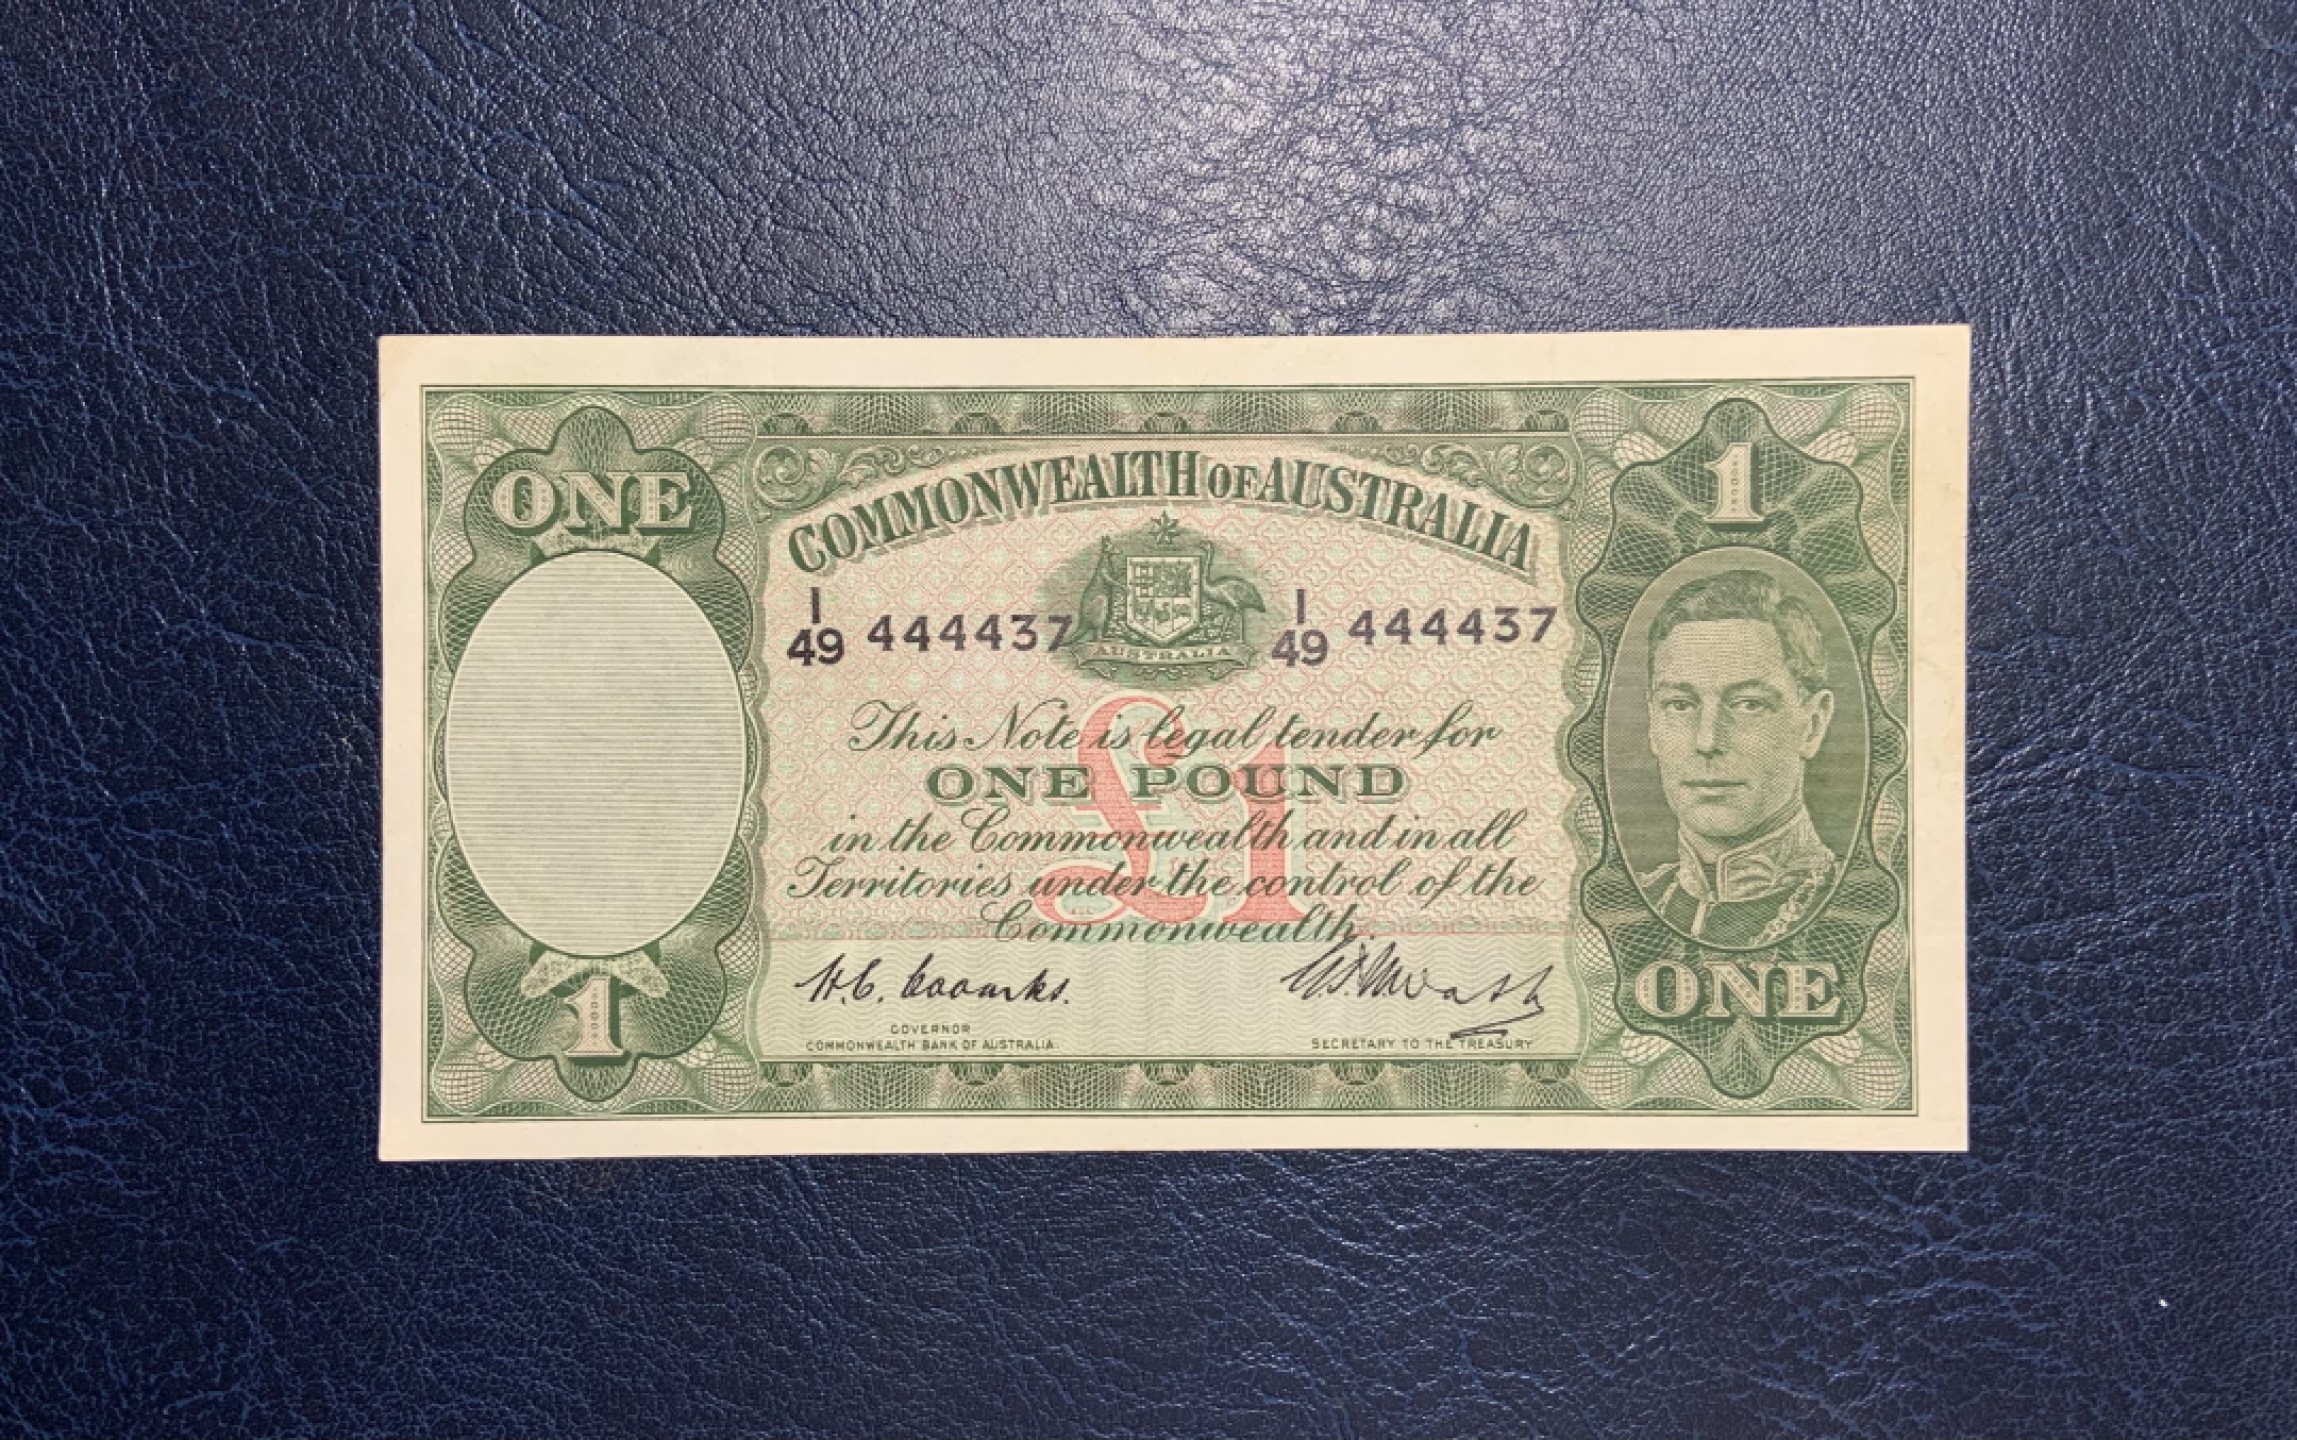 ONE
1
COMMONWEALTH OF AUSTRALIA
I/49 444437 I/49 444437
AUSTRALIA
This Note is legal tender for
ONE POUND
£1
in the Commonwealth and in all
Territories under the control of the
Commonwealth.
H.C. Coombs.
GOVERNOR
COMMONWEALTH BANK OF AUSTRALIA.
SECRETARY TO THE TREASURY
1
ONE